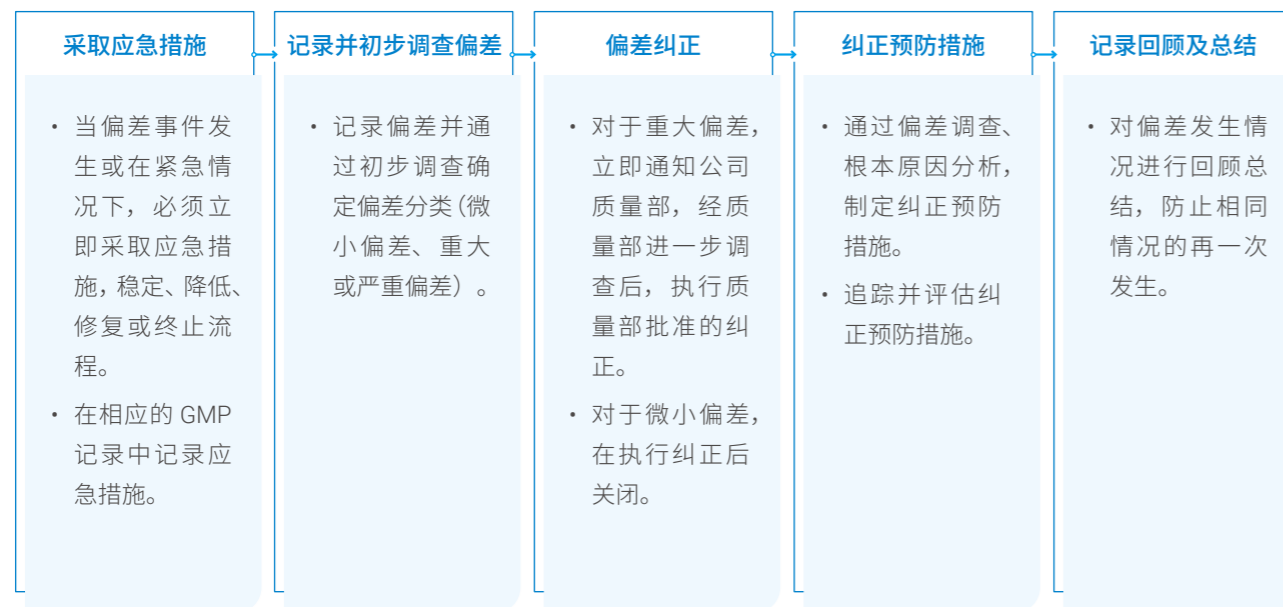 采取应急措施
• 当偏差事件发
生或在紧急情
况下，必须立
即采取应急措
施，稳定、降低、
修复或终止流
程。
• 在相应的 GMP
记录中记录应
急措施。
记录并初步调查偏差
• 记录偏差并通
过初步调查确
定偏差分类（微
小偏差、重大
或严重偏差）。
偏差纠正
• 对于重大偏差，
立即通知公司
质量部，经质
量部进一步调
查后，执行质
量部批准的纠
正。
• 对于微小偏差，
在执行纠正后
关闭。
纠正预防措施
• 通过偏差调查、
根本原因分析，
制定纠正预防
措施。
• 追踪并评估纠
正预防措施。
记录回顾及总结
• 对偏差发生情
况进行回顾总
结，防止相同
情况的再一次
发生。